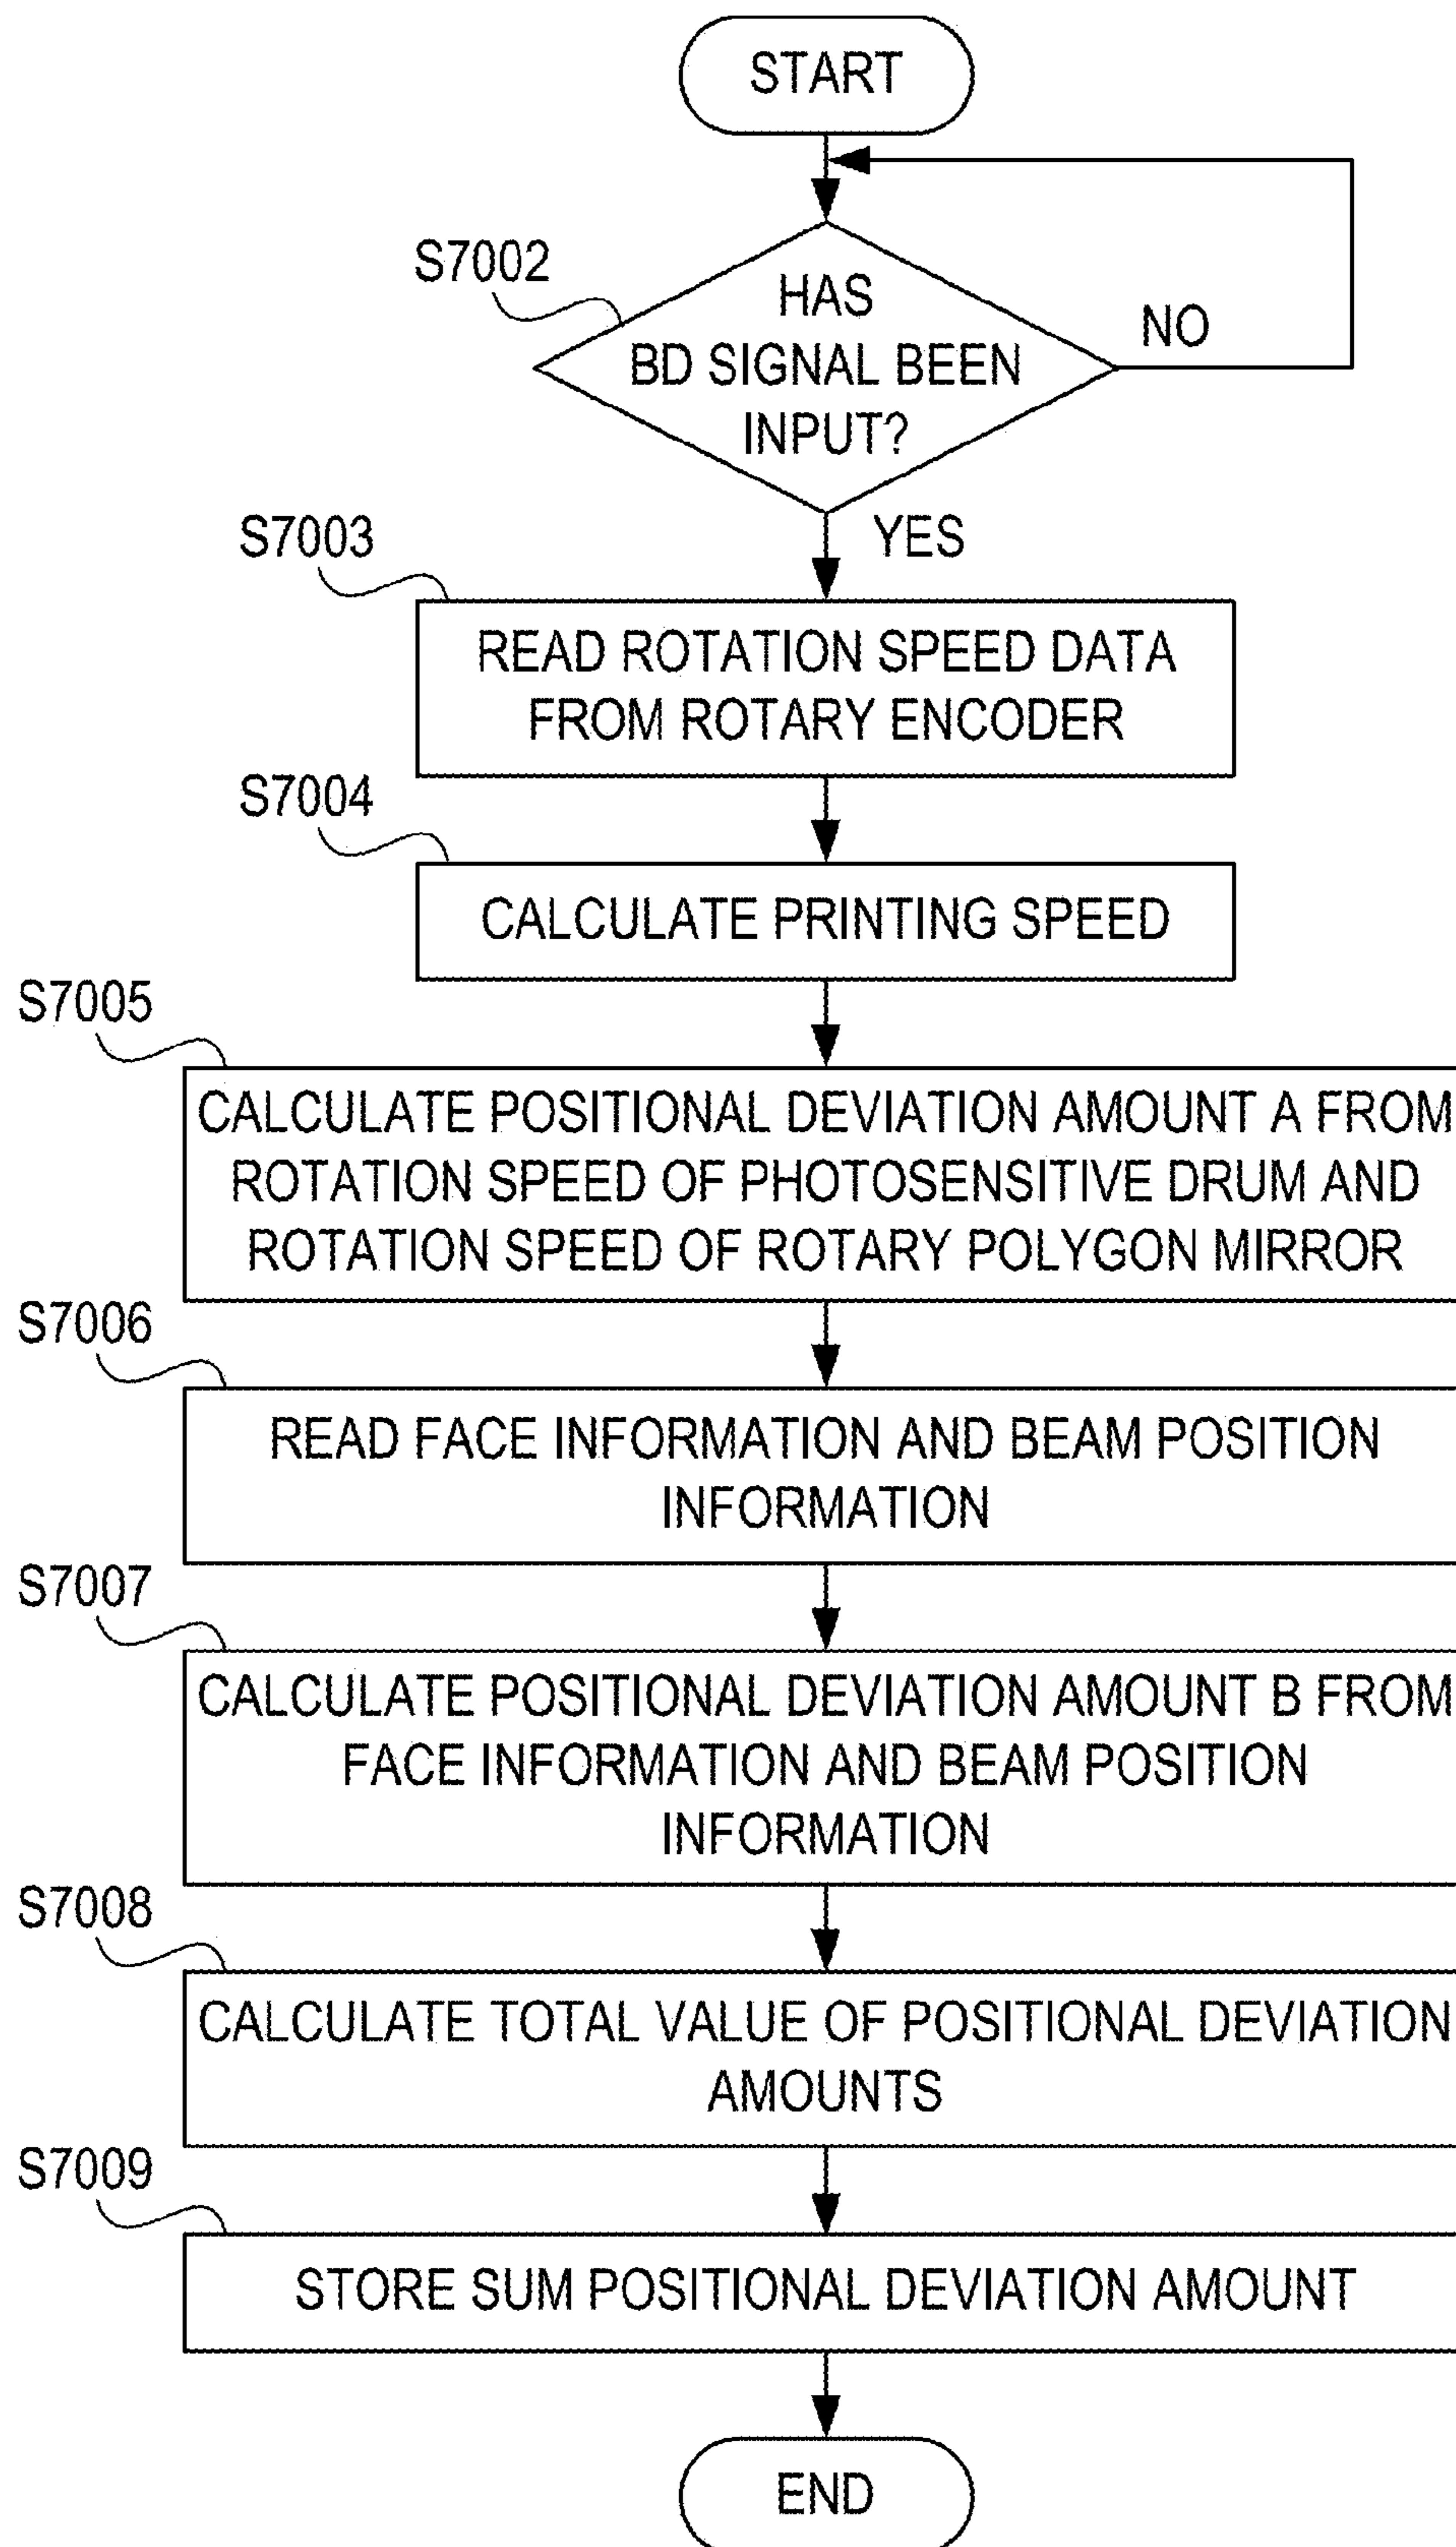 START
S7002
HAS
BD SIGNAL BEEN
INPUT?
NO
YES
S7003
READ ROTATION SPEED DATA
FROM ROTARY ENCODER
S7004
CALCULATE PRINTING SPEED
S7005
CALCULATE POSITIONAL DEVIATION AMOUNT A FROM
ROTATION SPEED OF PHOTOSENSITIVE DRUM AND
ROTATION SPEED OF ROTARY POLYGON MIRROR
S7006
READ FACE INFORMATION AND BEAM POSITION
INFORMATION
S7007
CALCULATE POSITIONAL DEVIATION AMOUNT B FROM
FACE INFORMATION AND BEAM POSITION
INFORMATION
S7008
CALCULATE TOTAL VALUE OF POSITIONAL DEVIATION
AMOUNTS
S7009
STORE SUM POSITIONAL DEVIATION AMOUNT
END